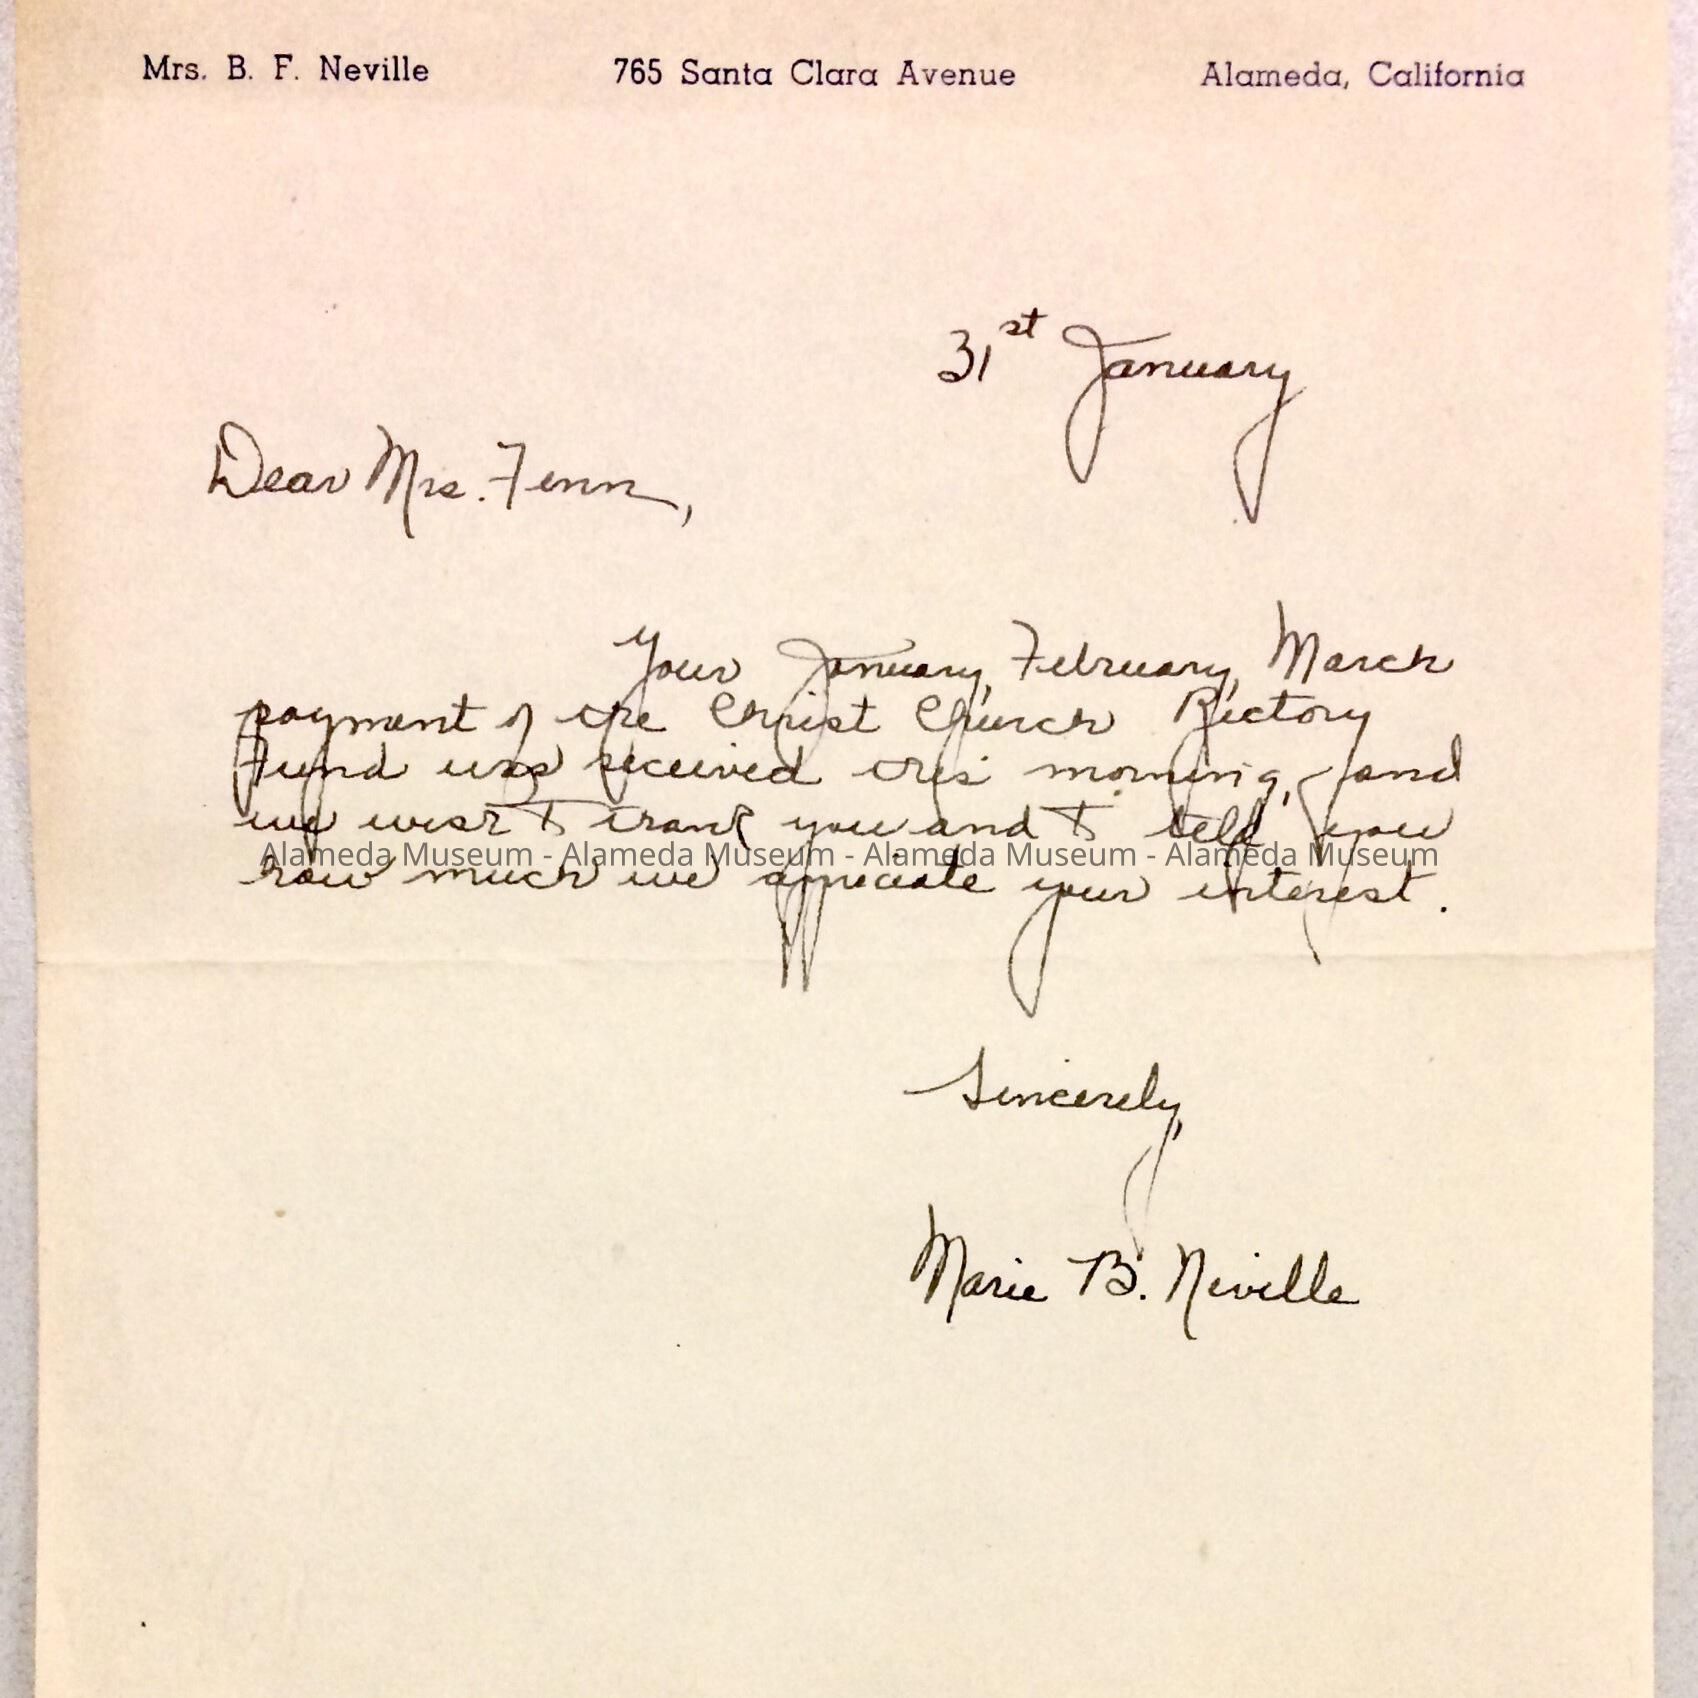 Mrs. B. F. Neville 765 Santa Clara Avenue Alameda, California
31st January
Dear Mrs. Fenn,
Your January, February, March
payment of the Christ Church Rectory
Fund was received this morning, and
we wish to thank you and to tell you
Alameda Museum - Alameda Museum - Alameda Museum - Alameda Museum
how much we appreciate your interest.
Sincerely,
Marie B. Neville